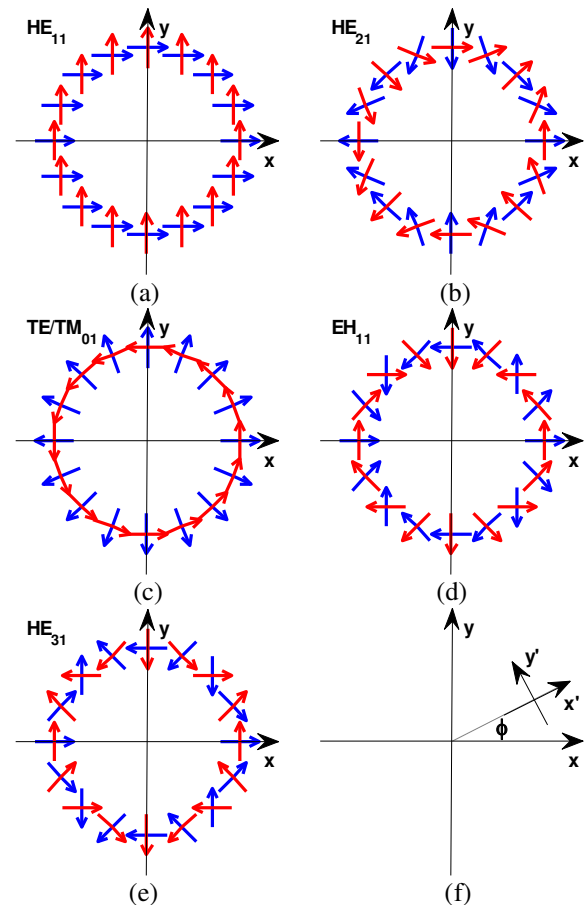 HE11 y
x
(a)
HE21 y
x
(b)
TE/TM01 y
x
(c)
EH11 y
x
(d)
HE31 y
x
(e)
y
y'
x'
ϕ
x
(f)